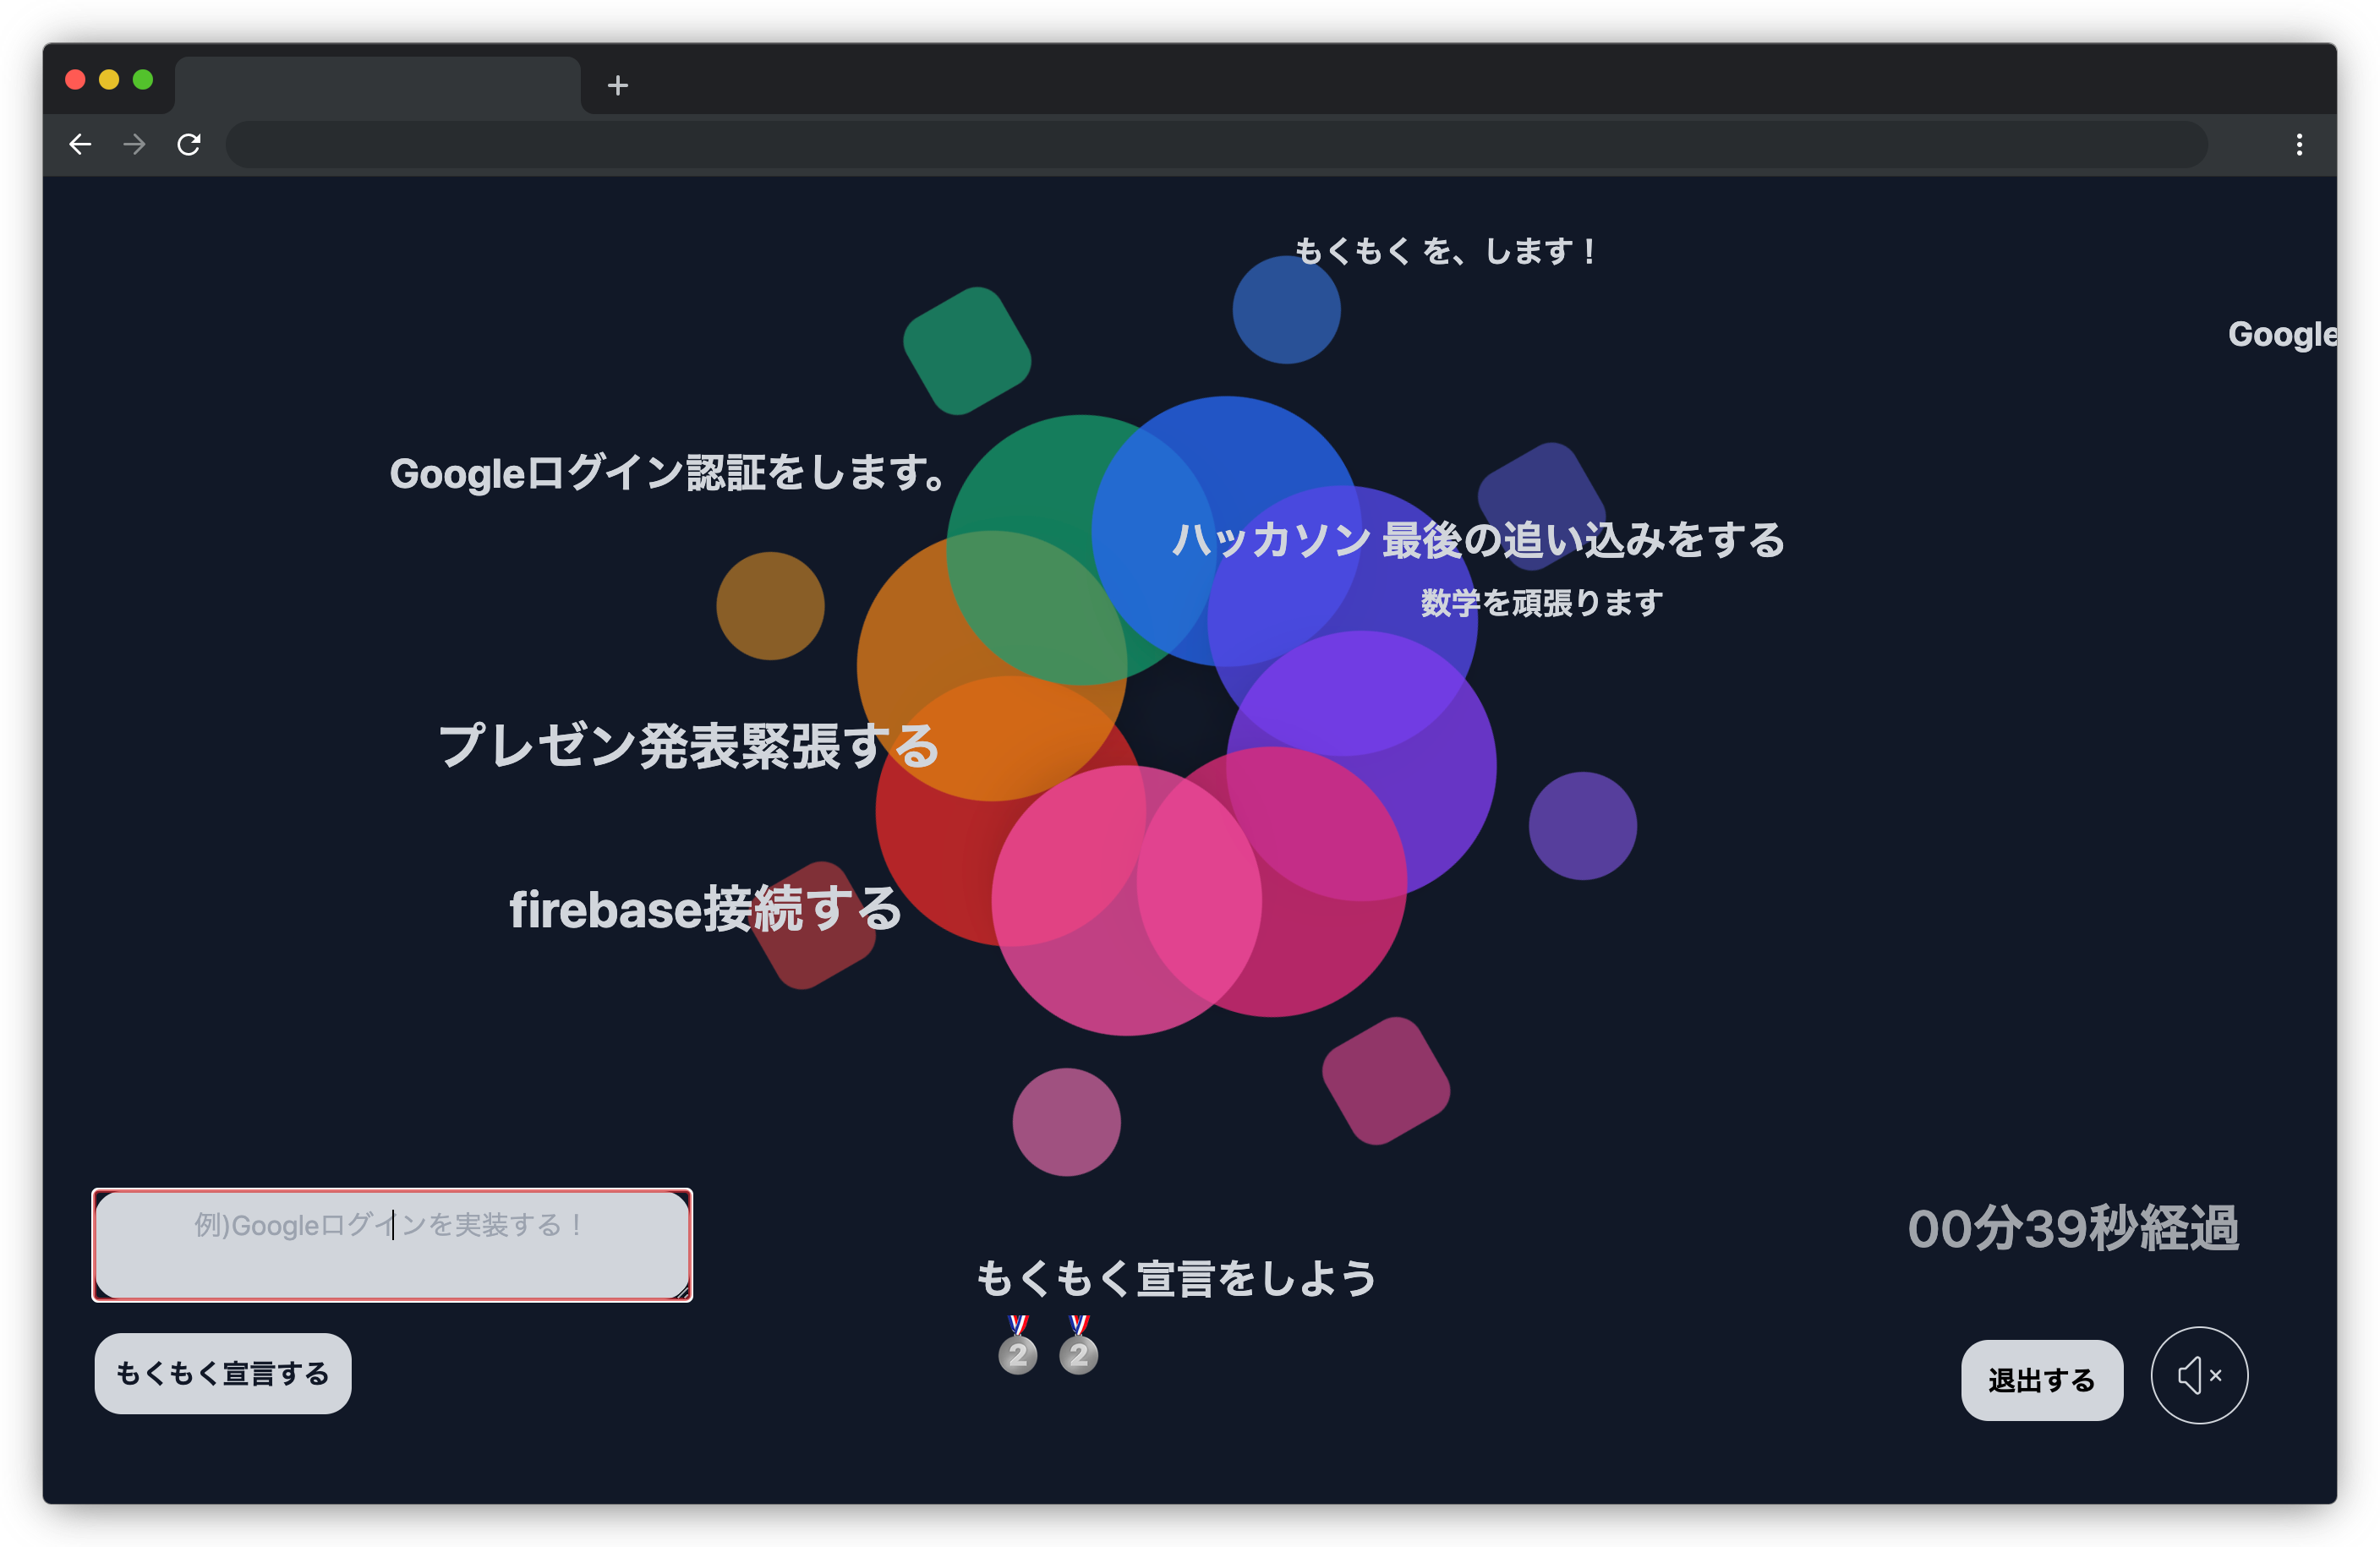 もくもく を、します！
Google
Googleログイン認証をします。
ハッカソン 最後の追い込みをする
数学を頑張ります
プレゼン発表緊張する
firebase接続する
例)Googleログインを実装する！
00分39秒経過
もくもく宣言をしよう
2 2
もくもく宣言する
退出する